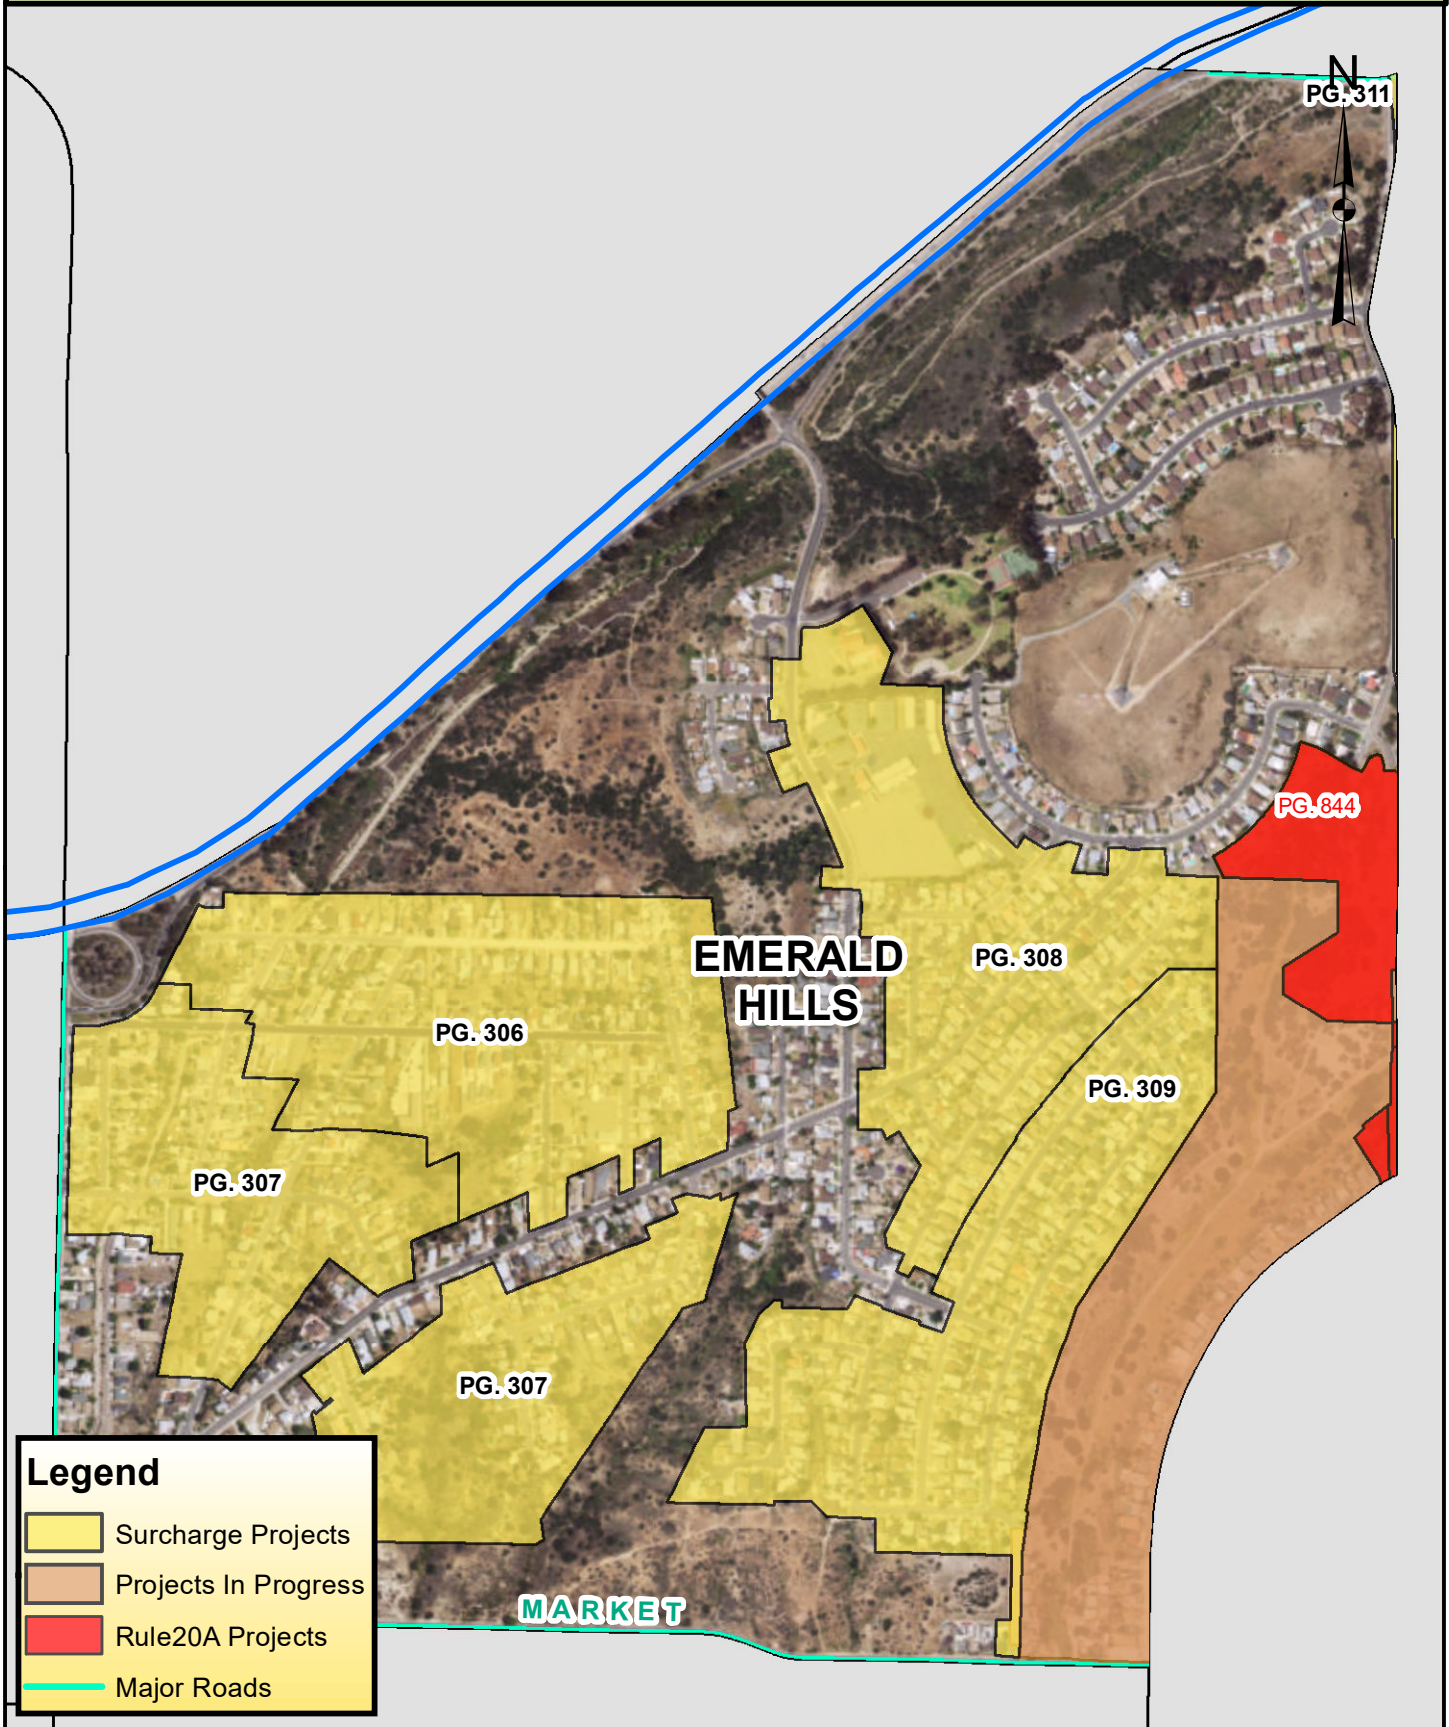 N
PG. 311
PG. 844
EMERALD
HILLS
PG. 308
PG. 306
PG. 309
PG. 307
PG. 307
Legend
Surcharge Projects
Projects In Progress
Rule20A Projects
Major Roads
MARKET